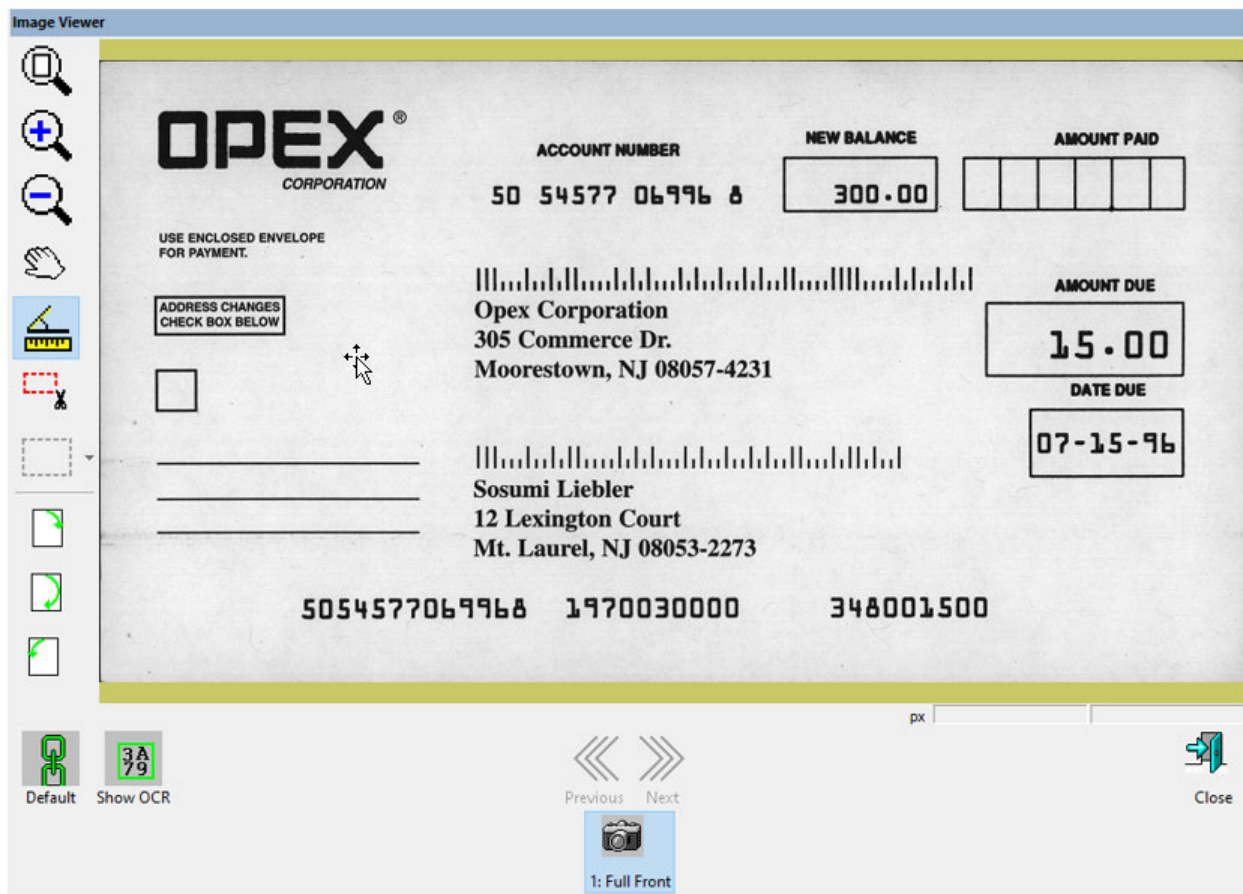 Image Viewer
OPEX®
CORPORATION
ACCOUNT NUMBER
50 54577 06996 8
NEW BALANCE
300.00
AMOUNT PAID
USE ENCLOSED ENVELOPE
FOR PAYMENT.
ADDRESS CHANGES
CHECK BOX BELOW
Opex Corporation
305 Commerce Dr.
Moorestown, NJ 08057-4231
AMOUNT DUE
15.00
DATE DUE
07-15-96
Sosumi Liebler
12 Lexington Court
Mt. Laurel, NJ 08053-2273
5054577069968 1970030000 348001500
px
3A
79
Default
Show OCR
Previous
Next
Close
1: Full Front